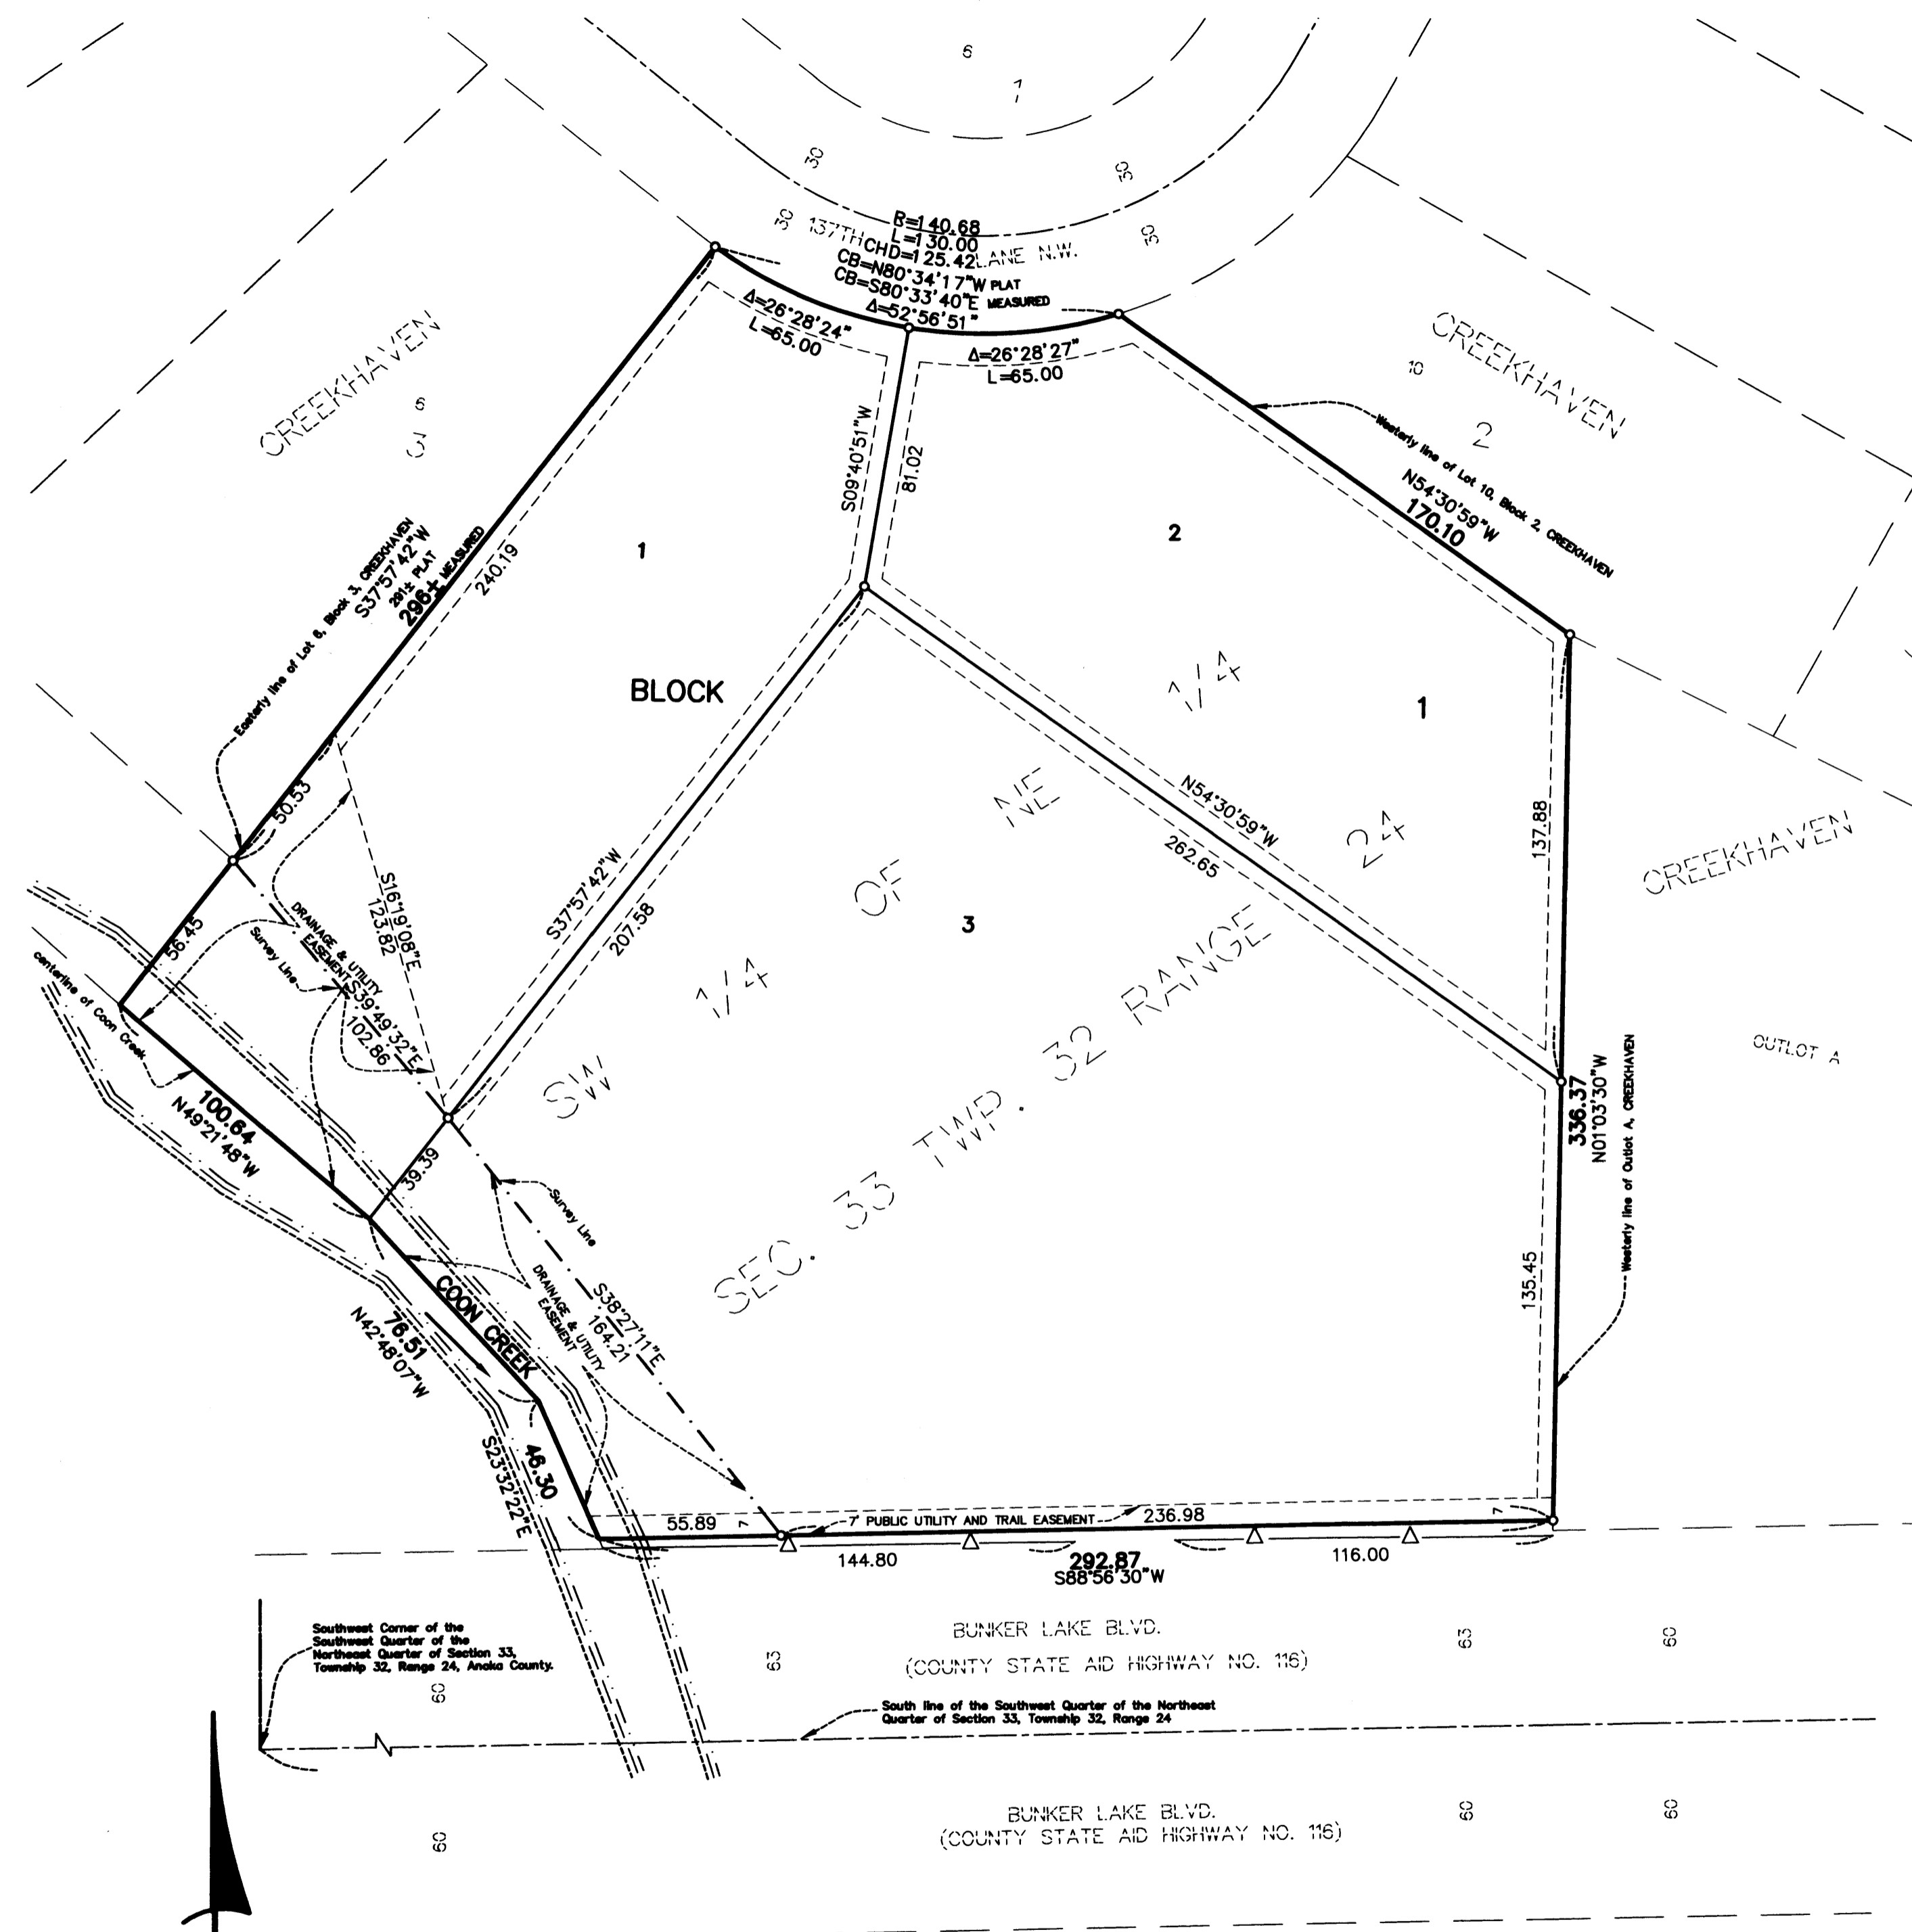 6
1
30
30
30
30
137TH
LANE N.W.
R=140.68
L=130.00
CHD=125.42
CB=N80°34'17"W PLAT
CB=S80°33'40"E MEASURED
Δ=52°56'51"
Δ=26°28'24"
L=65.00
Δ=26°28'27"
L=65.00
CREEKHAVEN
6
3
CREEKHAVEN
10
2
Westerly line of Lot 10, Block 2, CREEKHAVEN
N54°30'59"W
170.10
S09°40'51"W
81.02
Easterly line of Lot 6, Block 3, CREEKHAVEN
S37°57'42"W
291± PLAT
296± MEASURED
240.19
1
2
BLOCK
1
1/4
NE
24
OF
3
1/4
SW
SEC. 33 TWP. 32 RANGE
N54°30'59"W
262.65
137.88
CREEKHAVEN
OUTLOT A
50.53
S16°19'08"E
123.82
S37°57'42"W
207.58
56.45
DRAINAGE & UTILITY
EASEMENT
Survey Line
S39°49'32"E
102.86
centerline of Coon Creek
100.64
N49°21'48"W
39.39
336.37
N01°03'30"W
Westerly line of Outlot A, CREEKHAVEN
135.45
Survey Line
DRAINAGE & UTILITY
EASEMENT
S38°27'11"E
164.21
COON CREEK
76.51
N42°48'07"W
46.30
S23°32'22"E
55.89
7
7' PUBLIC UTILITY AND TRAIL EASEMENT
236.98
7
144.80
292.87
S88°56'30"W
116.00
Southwest Corner of the
Southwest Quarter of the
Northeast Quarter of Section 33,
Township 32, Range 24, Anoka County.
BUNKER LAKE BLVD.
(COUNTY STATE AID HIGHWAY NO. 116)
63
63
60
60
South line of the Southwest Quarter of the Northeast
Quarter of Section 33, Township 32, Range 24
BUNKER LAKE BLVD.
(COUNTY STATE AID HIGHWAY NO. 116)
60
60
60